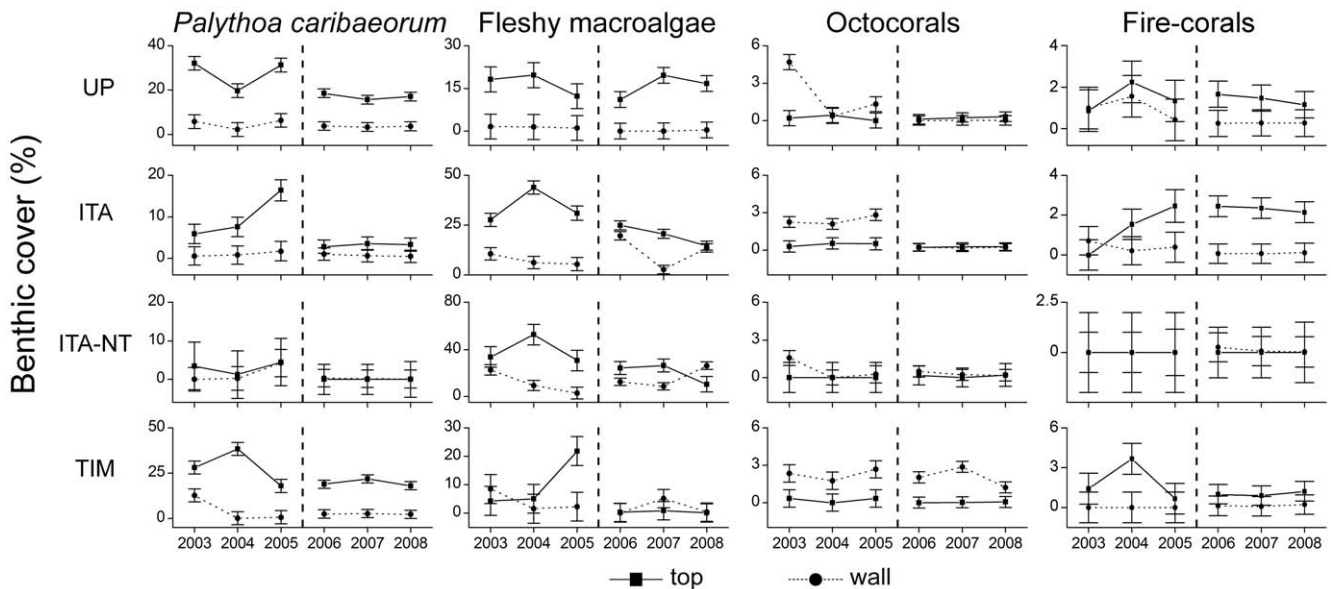 Palythoa caribaeorum Fleshy macroalgae Octocorals Fire-corals
Benthic cover (%)
UP
40 20 0
30 15 0
6 3 0
4 2 0
ITA
20 10 0
50 25 0
6 3 0
4 2 0
ITA-NT
20 10 0
80 40 0
6 3 0
2.5 0
TIM
50 25 0
30 20 10 0
6 3 0
6 4 2 0
2003 2004 2005 2006 2007 2008 2003 2004 2005 2006 2007 2008 2003 2004 2005 2006 2007 2008 2003 2004 2005 2006 2007 2008
top wall